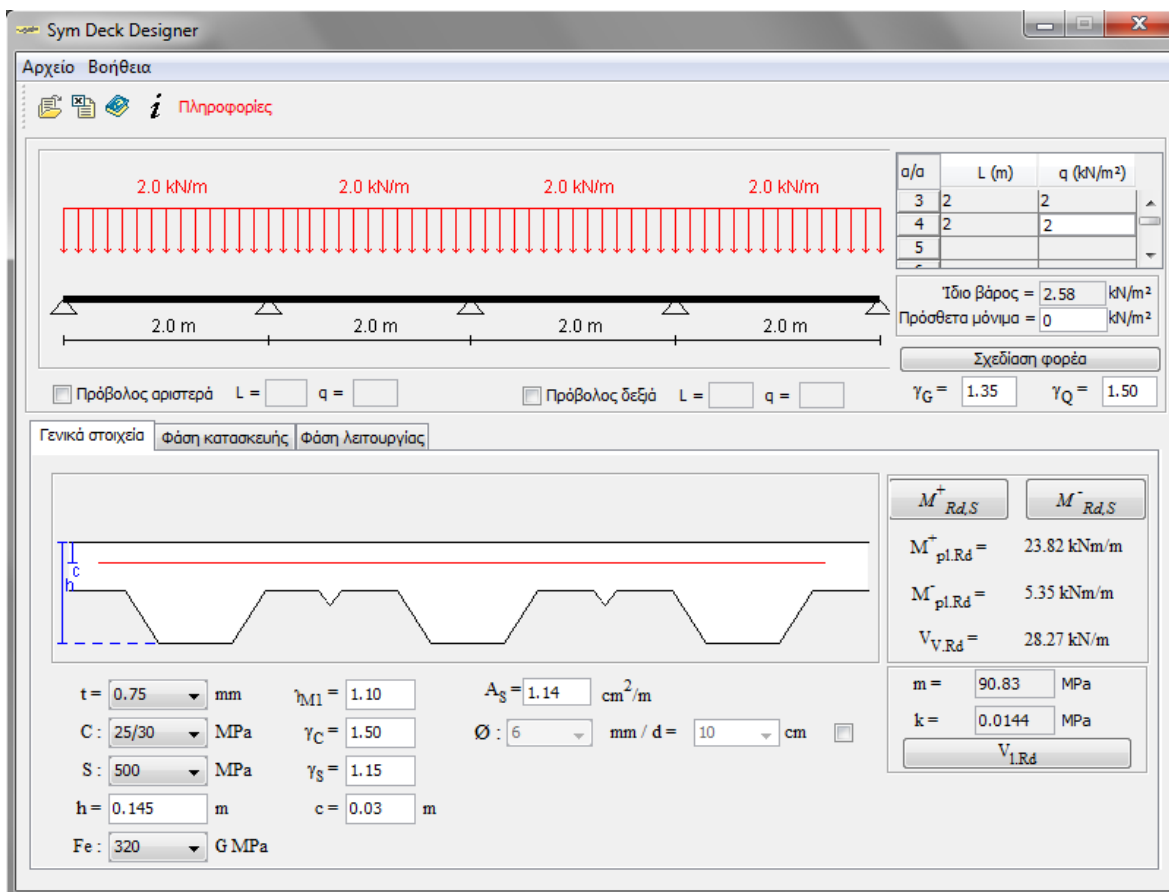 Sym Deck Designer
Αρχείο Βοήθεια
i Πληροφορίες
2.0 kN/m 2.0 kN/m 2.0 kN/m 2.0 kN/m
2.0 m 2.0 m 2.0 m 2.0 m
α/α L (m) q (kN/m²)
3 2 2
4 2 2
5
Ίδιο βάρος = 2.58 kN/m²
Πρόσθετα μόνιμα = 0 kN/m²
Σχεδίαση φορέα
Πρόβολος αριστερά L = q =
Πρόβολος δεξιά L = q =
γG = 1.35 γQ = 1.50
Γενικά στοιχεία Φάση κατασκευής Φάση λειτουργίας
c
h
M+Rd,S M-Rd,S
M+pl.Rd = 23.82 kNm/m
M-pl.Rd = 5.35 kNm/m
VV.Rd = 28.27 kN/m
t = 0.75 mm γM1 = 1.10 AS = 1.14 cm2/m
C : 25/30 MPa γC = 1.50 Ø : 6 mm / d = 10 cm
S : 500 MPa γS = 1.15
h = 0.145 m c = 0.03 m
Fe : 320 G MPa
m = 90.83 MPa
k = 0.0144 MPa
V1.Rd